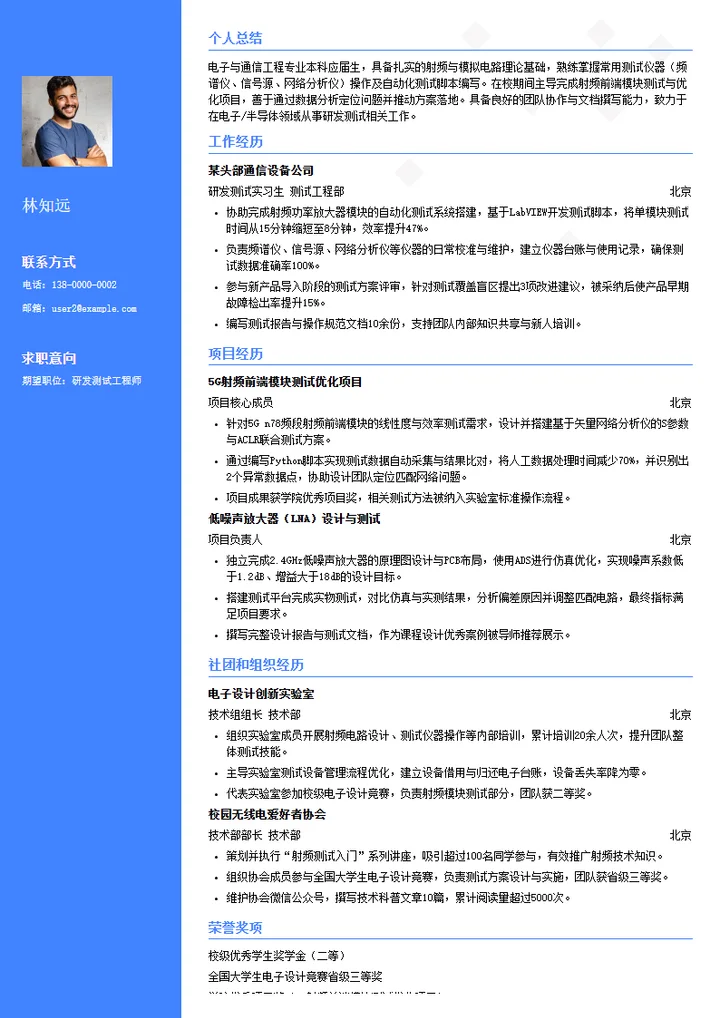 林知远
联系方式
电话：138-0000-0002
邮箱：user2@example.com
求职意向
期望职位：研发测试工程师
个人总结
电子与通信工程专业本科应届生，具备扎实的射频与模拟电路理论基础，熟练掌握常用测试仪器（频
谱仪、信号源、网络分析仪）操作及自动化测试脚本编写。在校期间主导完成射频前端模块测试与优
化项目，善于通过数据分析定位问题并推动方案落地。具备良好的团队协作与文档撰写能力，致力于
在电子/半导体领域从事研发测试相关工作。
工作经历
某头部通信设备公司
研发测试实习生 测试工程部 北京
• 协助完成射频功率放大器模块的自动化测试系统搭建，基于LabVIEW开发测试脚本，将单模块测试
时间从15分钟缩短至8分钟，效率提升47%。
• 负责频谱仪、信号源、网络分析仪等仪器的日常校准与维护，建立仪器台账与使用记录，确保测
试数据准确率100%。
• 参与新产品导入阶段的测试方案评审，针对测试覆盖盲区提出3项改进建议，被采纳后使产品早期
故障检出率提升15%。
• 编写测试报告与操作规范文档10余份，支持团队内部知识共享与新人培训。
项目经历
5G射频前端模块测试优化项目
项目核心成员 北京
• 针对5G n78频段射频前端模块的线性度与效率测试需求，设计并搭建基于矢量网络分析仪的S参数
与ACLR联合测试方案。
• 通过编写Python脚本实现测试数据自动采集与结果比对，将人工数据处理时间减少70%，并识别出
2个异常数据点，协助设计团队定位匹配网络问题。
• 项目成果获学院优秀项目奖，相关测试方法被纳入实验室标准操作流程。
低噪声放大器（LNA）设计与测试
项目负责人 北京
• 独立完成2.4GHz低噪声放大器的原理图设计与PCB布局，使用ADS进行仿真优化，实现噪声系数低
于1.2dB、增益大于18dB的设计目标。
• 搭建测试平台完成实物测试，对比仿真与实测结果，分析偏差原因并调整匹配电路，最终指标满
足项目要求。
• 撰写完整设计报告与测试文档，作为课程设计优秀案例被导师推荐展示。
社团和组织经历
电子设计创新实验室
技术组组长 技术部 北京
• 组织实验室成员开展射频电路设计、测试仪器操作等内部培训，累计培训20余人次，提升团队整
体测试技能。
• 主导实验室测试设备管理流程优化，建立设备借用与归还电子台账，设备丢失率降为零。
• 代表实验室参加校级电子设计竞赛，负责射频模块测试部分，团队获二等奖。
校园无线电爱好者协会
技术部部长 技术部 北京
• 策划并执行“射频测试入门”系列讲座，吸引超过100名同学参与，有效推广射频技术知识。
• 组织协会成员参与全国大学生电子设计竞赛，负责测试方案设计与实施，团队获省级三等奖。
• 维护协会微信公众号，撰写技术科普文章10篇，累计阅读量超过5000次。
荣誉奖项
校级优秀学生奖学金（二等）
全国大学生电子设计竞赛省级三等奖